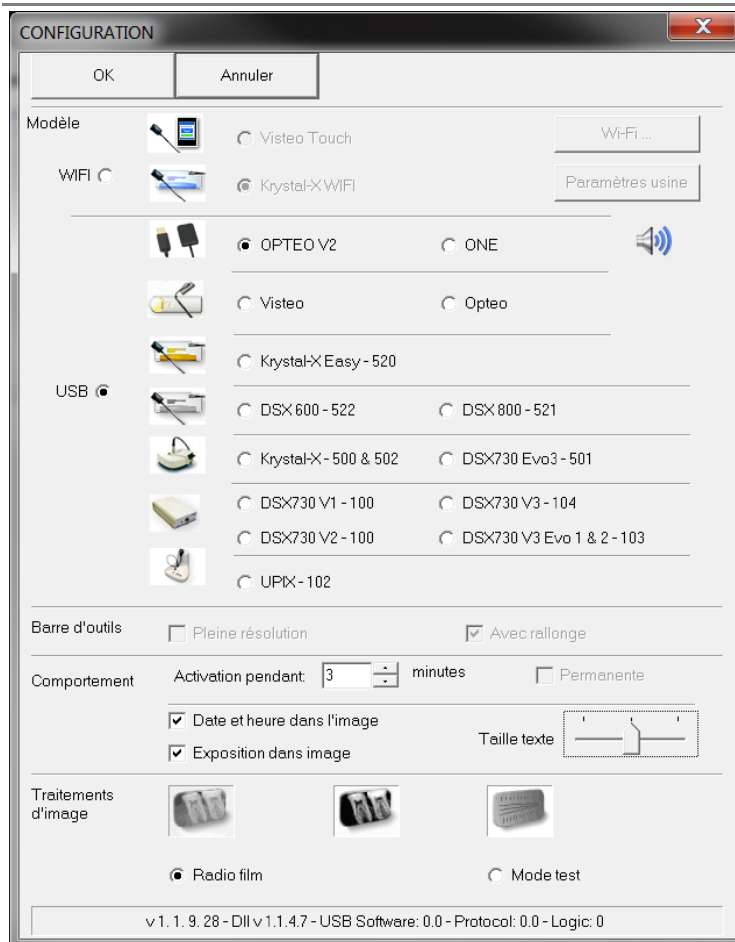 CONFIGURATION
OK Annuler
Modèle
Visteo Touch Wi-Fi ...
WIFI Krystal-X WIFI Paramètres usine
OPTEO V2 ONE
Visteo Opteo
Krystal-X Easy - 520
USB
DSX 600 - 522 DSX 800 - 521
Krystal-X - 500 & 502 DSX730 Evo3 - 501
DSX730 V1 - 100 DSX730 V3 - 104
DSX730 V2 - 100 DSX730 V3 Evo 1 & 2 - 103
UPIX - 102
Barre d'outils Pleine résolution Avec rallonge
Comportement Activation pendant: 3 minutes Permanente
Date et heure dans l'image
Taille texte
Exposition dans image
Traitements
d'image
Radio film Mode test
v 1. 1. 9. 28 - Dll v 1.1.4.7 - USB Software: 0.0 - Protocol: 0.0 - Logic: 0